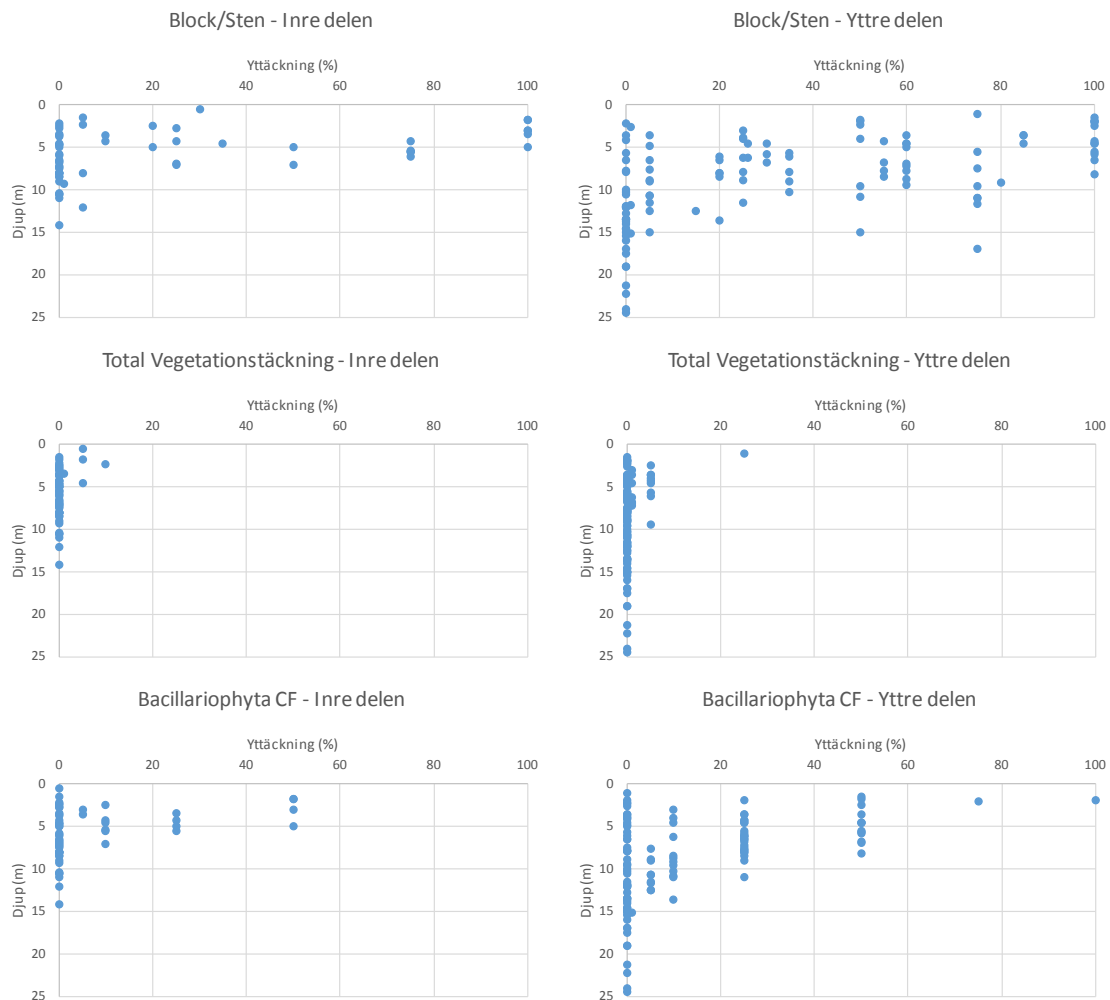 Block/Sten - Inre delen
Yttäckning (%)
0 20 40 60 80 100
0
5
10
15
20
25
Djup (m)
Block/Sten - Yttre delen
Yttäckning (%)
0 20 40 60 80 100
0
5
10
15
20
25
Djup (m)
Total Vegetationstäckning - Inre delen
Yttäckning (%)
0 20 40 60 80 100
0
5
10
15
20
25
Djup (m)
Total Vegetationstäckning - Yttre delen
Yttäckning (%)
0 20 40 60 80 100
0
5
10
15
20
25
Djup (m)
Bacillariophyta CF - Inre delen
Yttäckning (%)
0 20 40 60 80 100
0
5
10
15
20
25
Djup (m)
Bacillariophyta CF - Yttre delen
Yttäckning (%)
0 20 40 60 80 100
0
5
10
15
20
25
Djup (m)